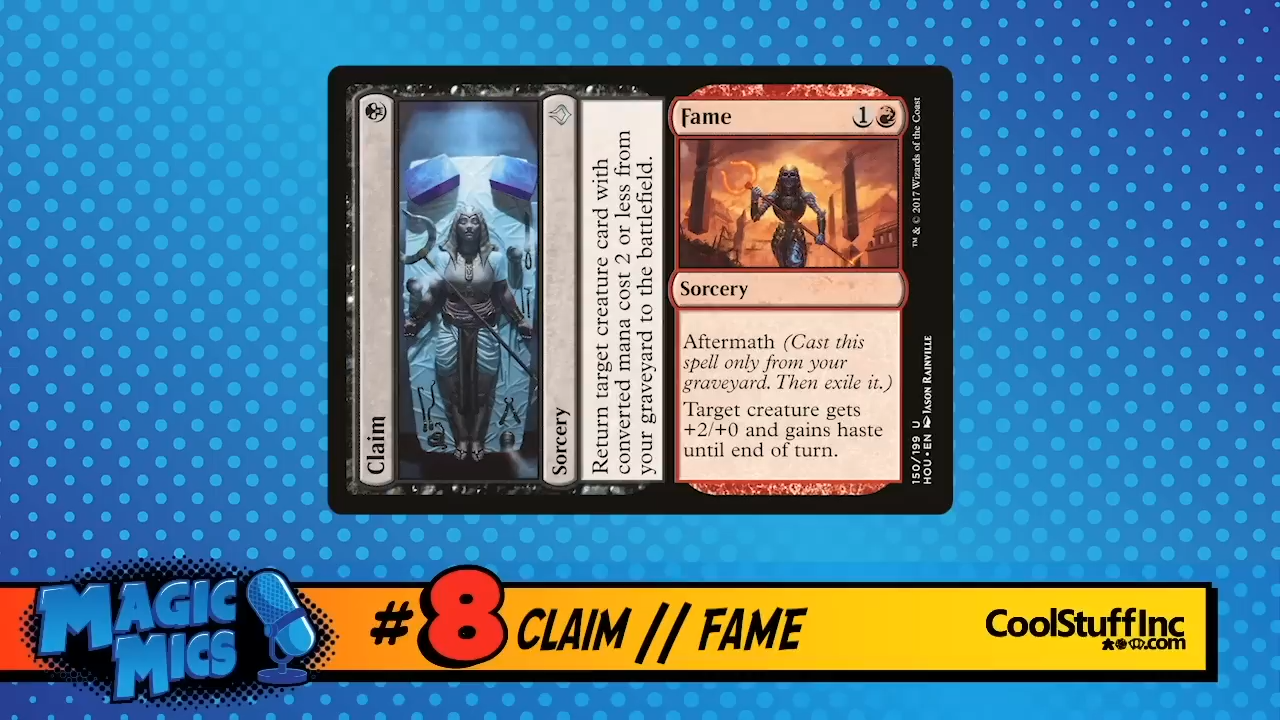 Claim
Sorcery
Return target creature card with
converted mana cost 2 or less from
your graveyard to the battlefield.
Fame 1
Sorcery
Aftermath (Cast this
spell only from your
graveyard. Then exile it.)
Target creature gets
+2/+0 and gains haste
until end of turn.
™ & © 2017 Wizards of the Coast
150/199 U
HOU • EN JASON RAINVILLE
MAGIC
MICS
#8 CLAIM // FAME
CoolStuffInc
.com